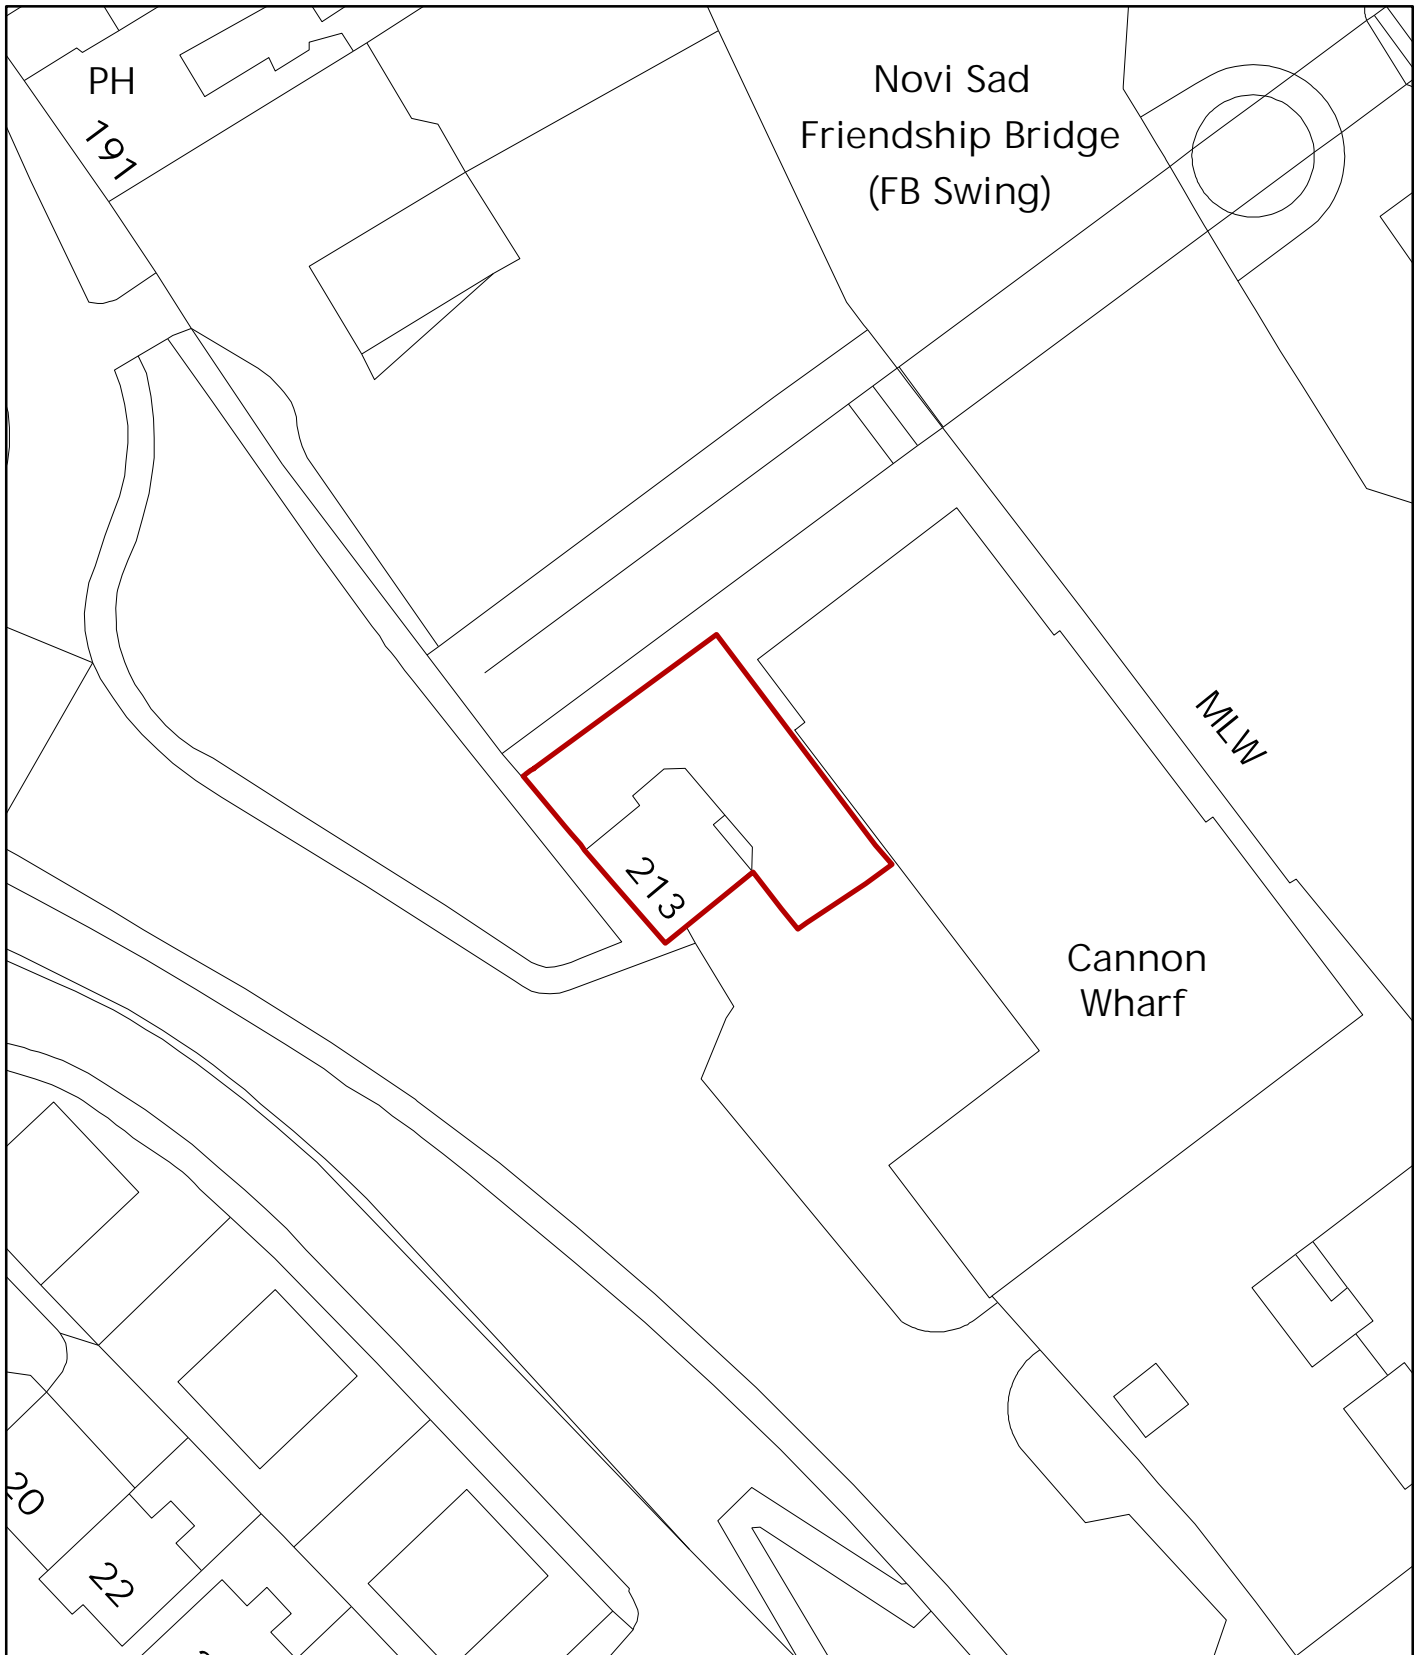 PH
191
Novi Sad
Friendship Bridge
(FB Swing)
MLW
213
Cannon
Wharf
20
22